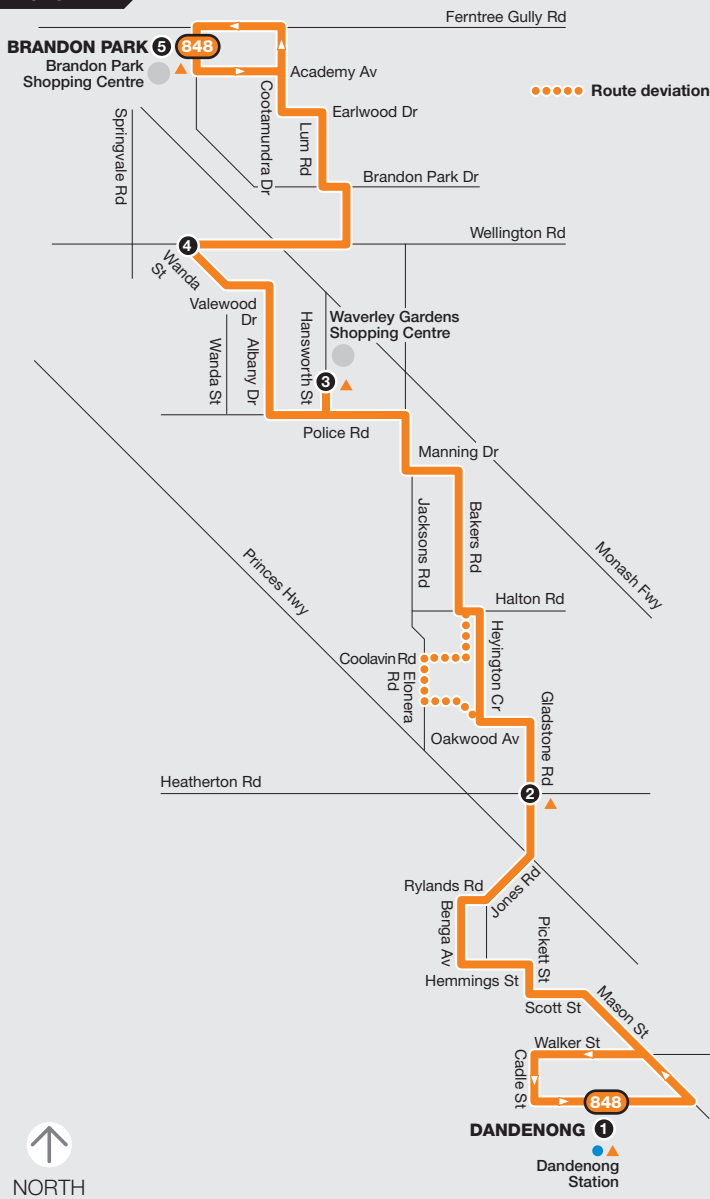 Ferntree Gully Rd
BRANDON PARK 5 848
Brandon Park
Shopping Centre
Academy Av
Route deviation
Cootamundra Dr
Lum Rd
Earlwood Dr
Springvale Rd
Brandon Park Dr
Wellington Rd
4
Wanda
St
Valewood
Dr
Waverley Gardens
Shopping Centre
Hansworth St
Wanda St
Albany Dr
3
Police Rd
Manning Dr
Jacksons Rd
Bakers Rd
Monash Fwy
Princes Hwy
Halton Rd
Coolavin Rd
Elonera
Rd
Heyington Cr
Gladstone Rd
Oakwood Av
Heatherton Rd
2
Rylands Rd
Jones Rd
Benga Av
Pickett St
Hemmings St
Scott St
Mason St
Walker St
Cadle St
848
DANDENONG 1
Dandenong
Station
NORTH